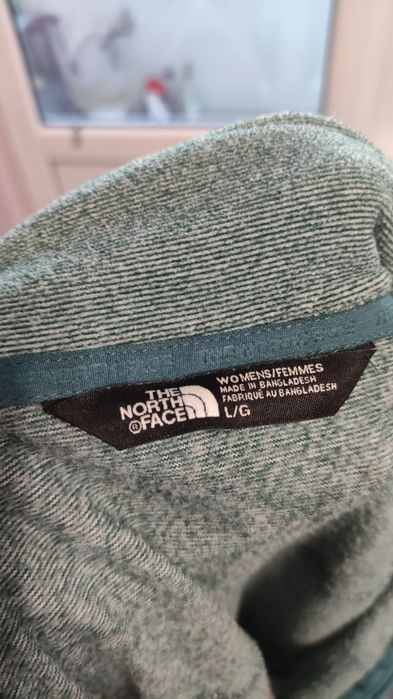 THE
NORTH
®FACE
WOMENS/FEMMES
MADE IN BANGLADESH
FABRIQUÉ AU BANGLADESH
L/G